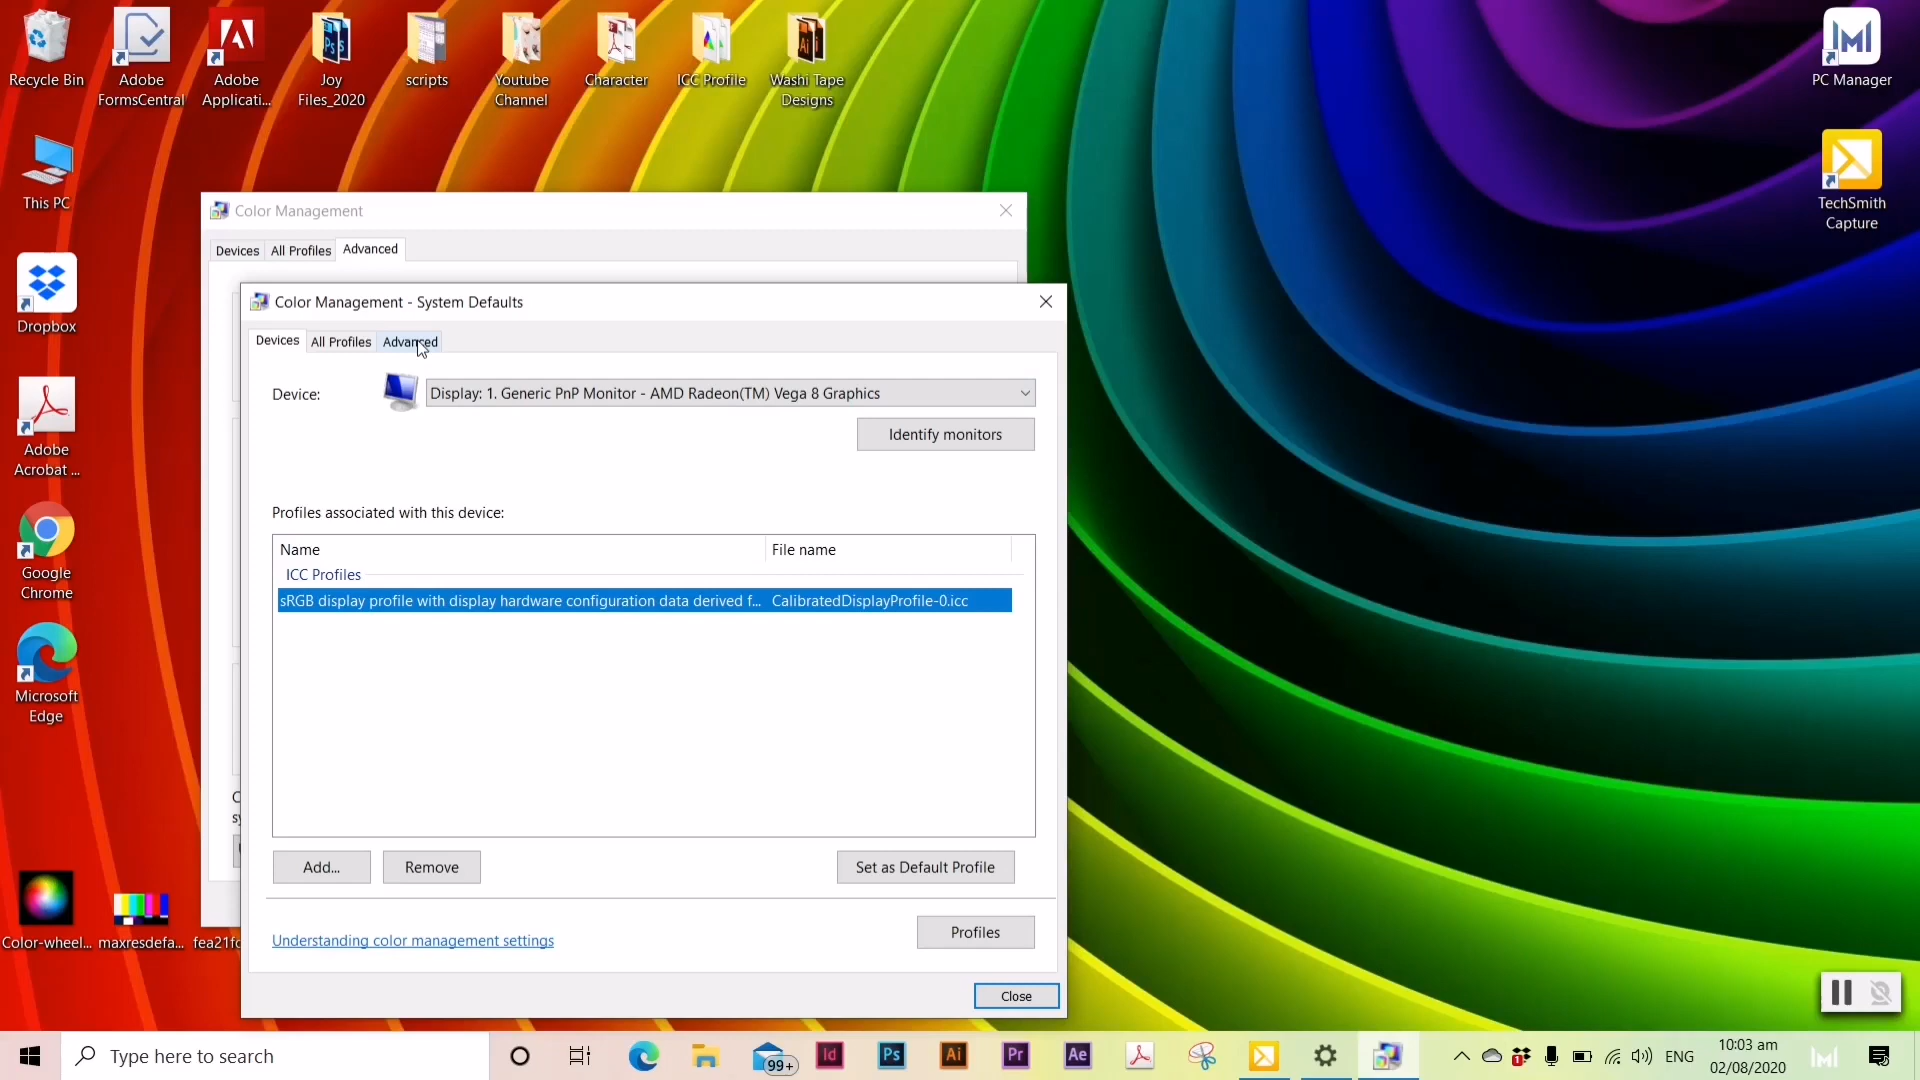 Recycle Bin
Adobe
FormsCentral
Adobe
Applicati...
Joy
Files_2020
scripts
Youtube
Channel
Character
ICC Profile
Washi Tape
Designs
PC Manager
This PC
TechSmith
Capture
Dropbox
Adobe
Acrobat ...
Google
Chrome
Microsoft
Edge
Color-wheel...
maxresdefa...
Color Management
Devices
All Profiles
Advanced
Color Management - System Defaults
Devices
All Profiles
Advanced
Device:
Display: 1. Generic PnP Monitor - AMD Radeon(TM) Vega 8 Graphics
Identify monitors
Profiles associated with this device:
Name
File name
ICC Profiles
sRGB display profile with display hardware configuration data derived f...
CalibratedDisplayProfile-0.icc
Add...
Remove
Set as Default Profile
Understanding color management settings
Profiles
Close
Type here to search
99+
Id
Ps
Ai
Pr
Ae
ENG
10:03 am
02/08/2020